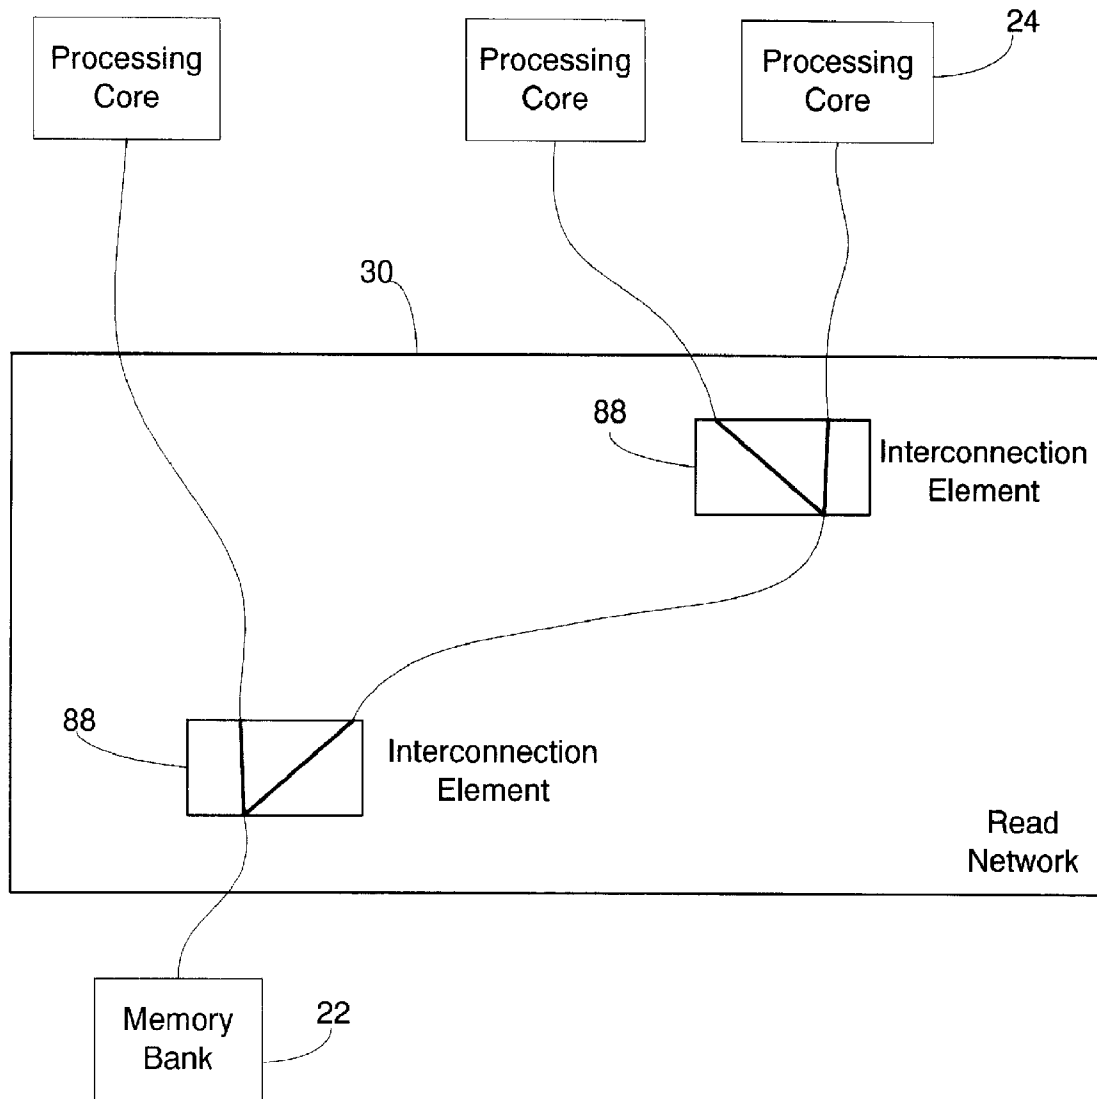 24
Processing
Core
Processing
Core
Processing
Core
30
88
Interconnection
Element
88
Interconnection
Element
Read
Network
Memory
Bank
22